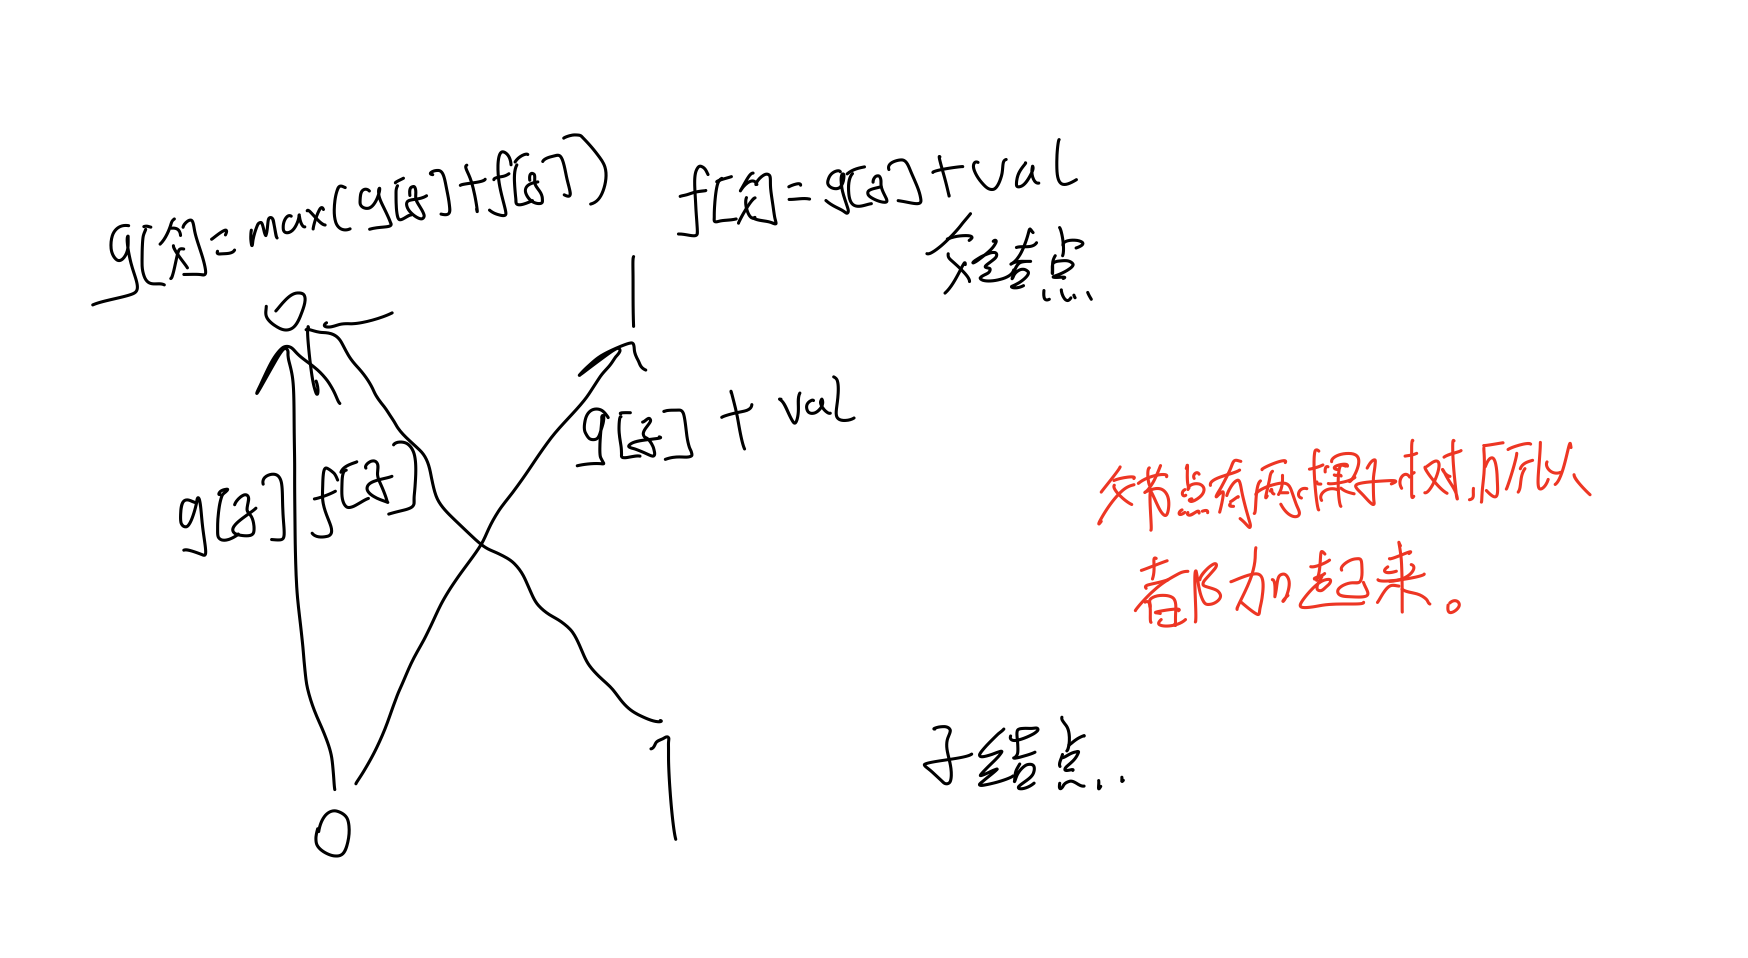 g[父]=max(g[子]+f[子])
f[父]=g[子]+val
父结点
0
1
g[子]+val
g[子]
f[子]
父节点有两棵子树,所以
都加起来。
子结点
0
1